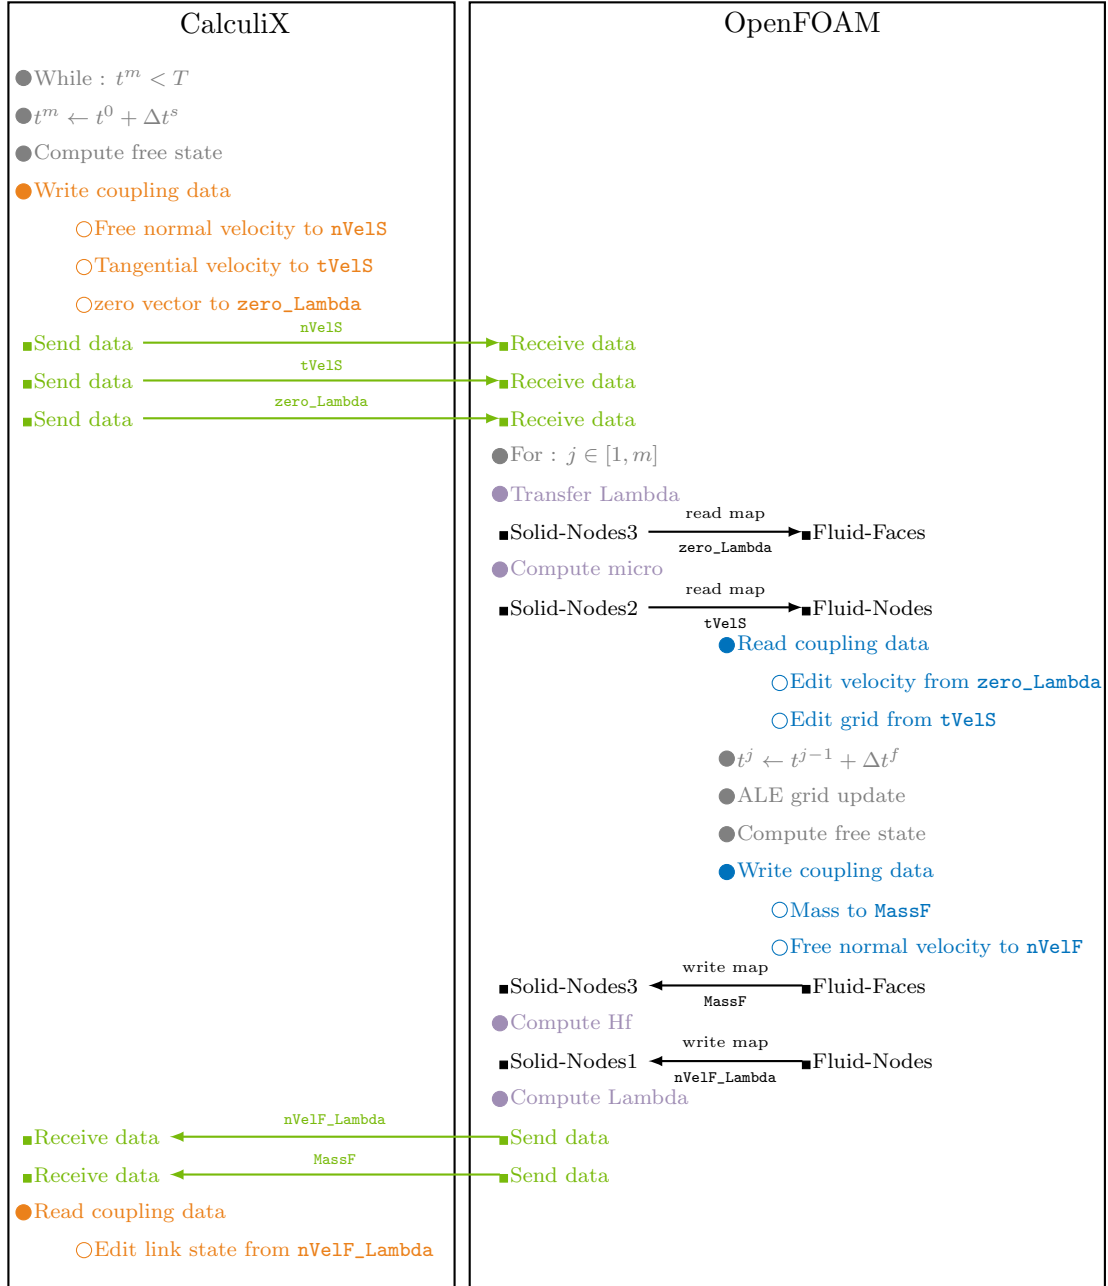 CalculiX
OpenFOAM
While : t^m < T
t^m ← t^0 + Δt^s
Compute free state
Write coupling data
Free normal velocity to nVelS
Tangential velocity to tVelS
zero vector to zero_Lambda
nVelS
Send data Receive data
tVelS
Send data Receive data
zero_Lambda
Send data Receive data
For : j ∈ [1, m]
Transfer Lambda
read map
Solid-Nodes3 Fluid-Faces
zero_Lambda
Compute micro
read map
Solid-Nodes2 Fluid-Nodes
tVelS
Read coupling data
Edit velocity from zero_Lambda
Edit grid from tVelS
t^j ← t^{j−1} + Δt^f
ALE grid update
Compute free state
Write coupling data
Mass to MassF
Free normal velocity to nVelF
write map
Solid-Nodes3 Fluid-Faces
MassF
Compute Hf
write map
Solid-Nodes1 Fluid-Nodes
nVelF_Lambda
Compute Lambda
nVelF_Lambda
Receive data Send data
MassF
Receive data Send data
Read coupling data
Edit link state from nVelF_Lambda